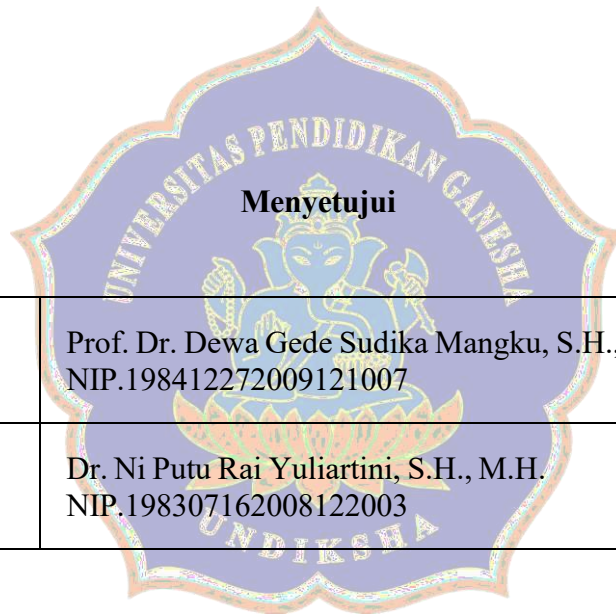 UNIVERSITAS PENDIDIKAN GANESHA
Menyetujui
Prof. Dr. Dewa Gede Sudika Mangku, S.H.,
NIP.198412272009121007
Dr. Ni Putu Rai Yuliartini, S.H., M.H.
NIP.198307162008122003
UNDIKSHA